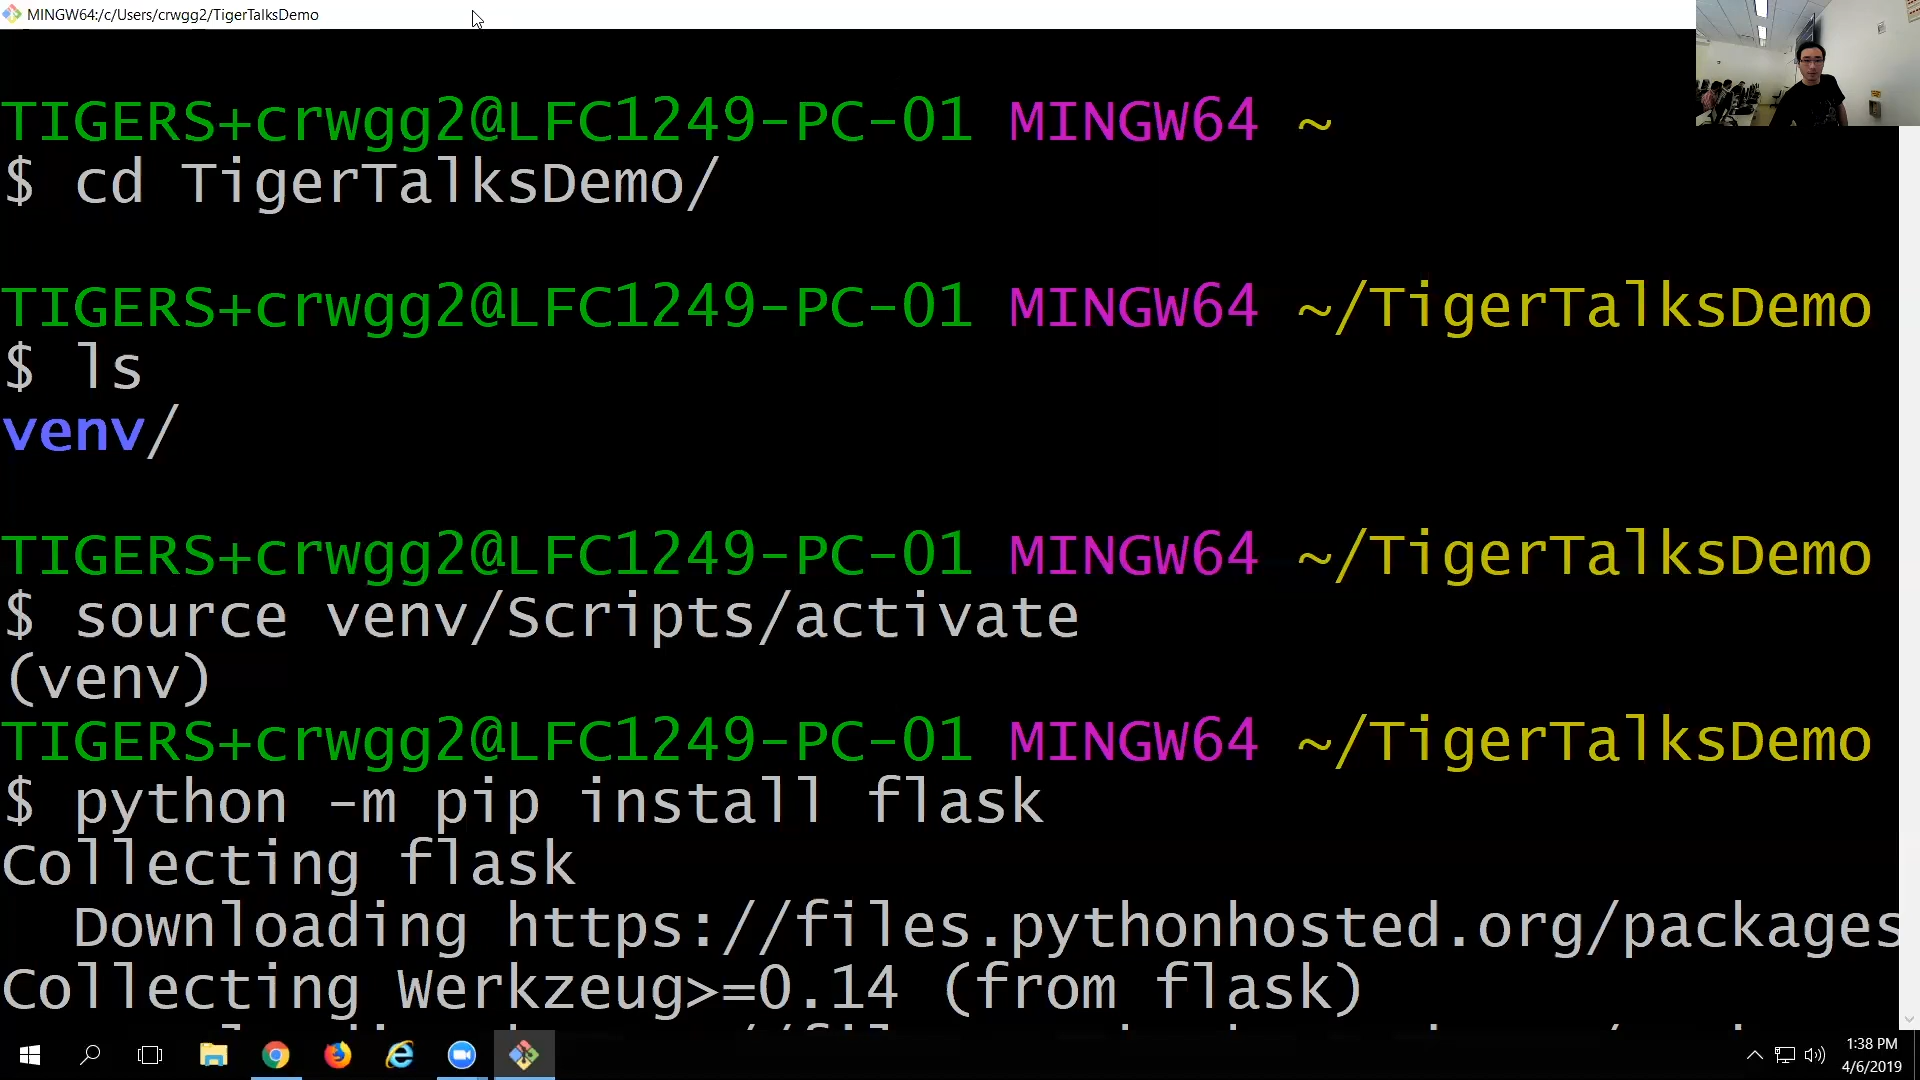 MINGW64:/c/Users/crwgg2/TigerTalksDemo
TIGERS+crwgg2@LFC1249-PC-01 MINGW64 ~
$ cd TigerTalksDemo/
TIGERS+crwgg2@LFC1249-PC-01 MINGW64 ~/TigerTalksDemo
$ ls
venv/
TIGERS+crwgg2@LFC1249-PC-01 MINGW64 ~/TigerTalksDemo
$ source venv/Scripts/activate
(venv)
TIGERS+crwgg2@LFC1249-PC-01 MINGW64 ~/TigerTalksDemo
$ python -m pip install flask
Collecting flask
Downloading https://files.pythonhosted.org/packages
Collecting Werkzeug>=0.14 (from flask)
1:38 PM
4/6/2019